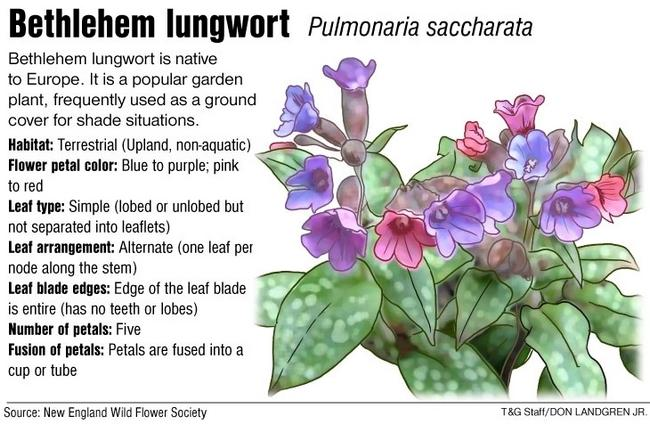 Bethlehem lungwort Pulmonaria saccharata
Bethlehem lungwort is native
to Europe. It is a popular garden
plant, frequently used as a ground
cover for shade situations.
Habitat: Terrestrial (Upland, non-aquatic)
Flower petal color: Blue to purple; pink
to red
Leaf type: Simple (lobed or unlobed but
not separated into leaflets)
Leaf arrangement: Alternate (one leaf per
node along the stem)
Leaf blade edges: Edge of the leaf blade
is entire (has no teeth or lobes)
Number of petals: Five
Fusion of petals: Petals are fused into a
cup or tube
Source: New England Wild Flower Society
T&G Staff/DON LANDGREN JR.